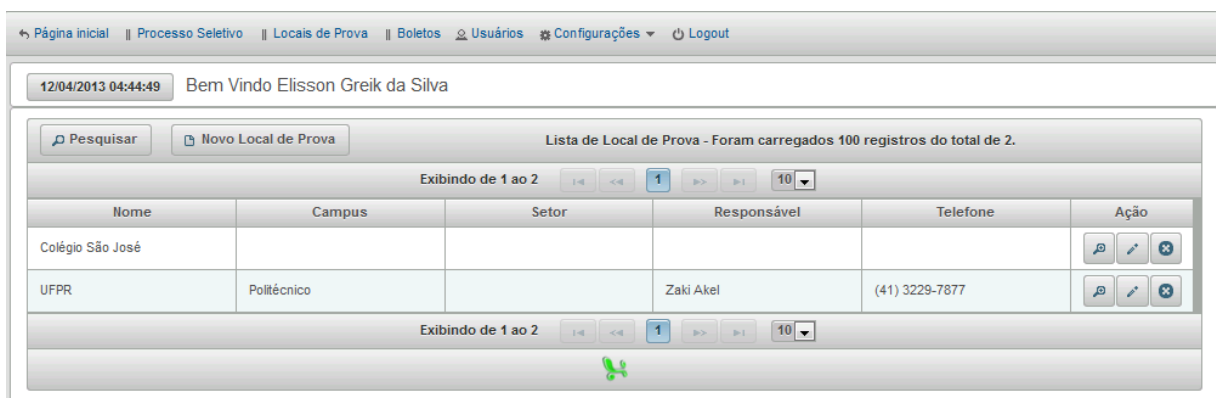 Página inicial || Processo Seletivo || Locais de Prova || Boletos Usuários Configurações Logout
12/04/2013 04:44:49 Bem Vindo Elisson Greik da Silva
Pesquisar Novo Local de Prova Lista de Local de Prova - Foram carregados 100 registros do total de 2.
Exibindo de 1 ao 2 1 10
Nome Campus Setor Responsável Telefone Ação
Colégio São José
UFPR Politécnico Zaki Akel (41) 3229-7877
Exibindo de 1 ao 2 1 10